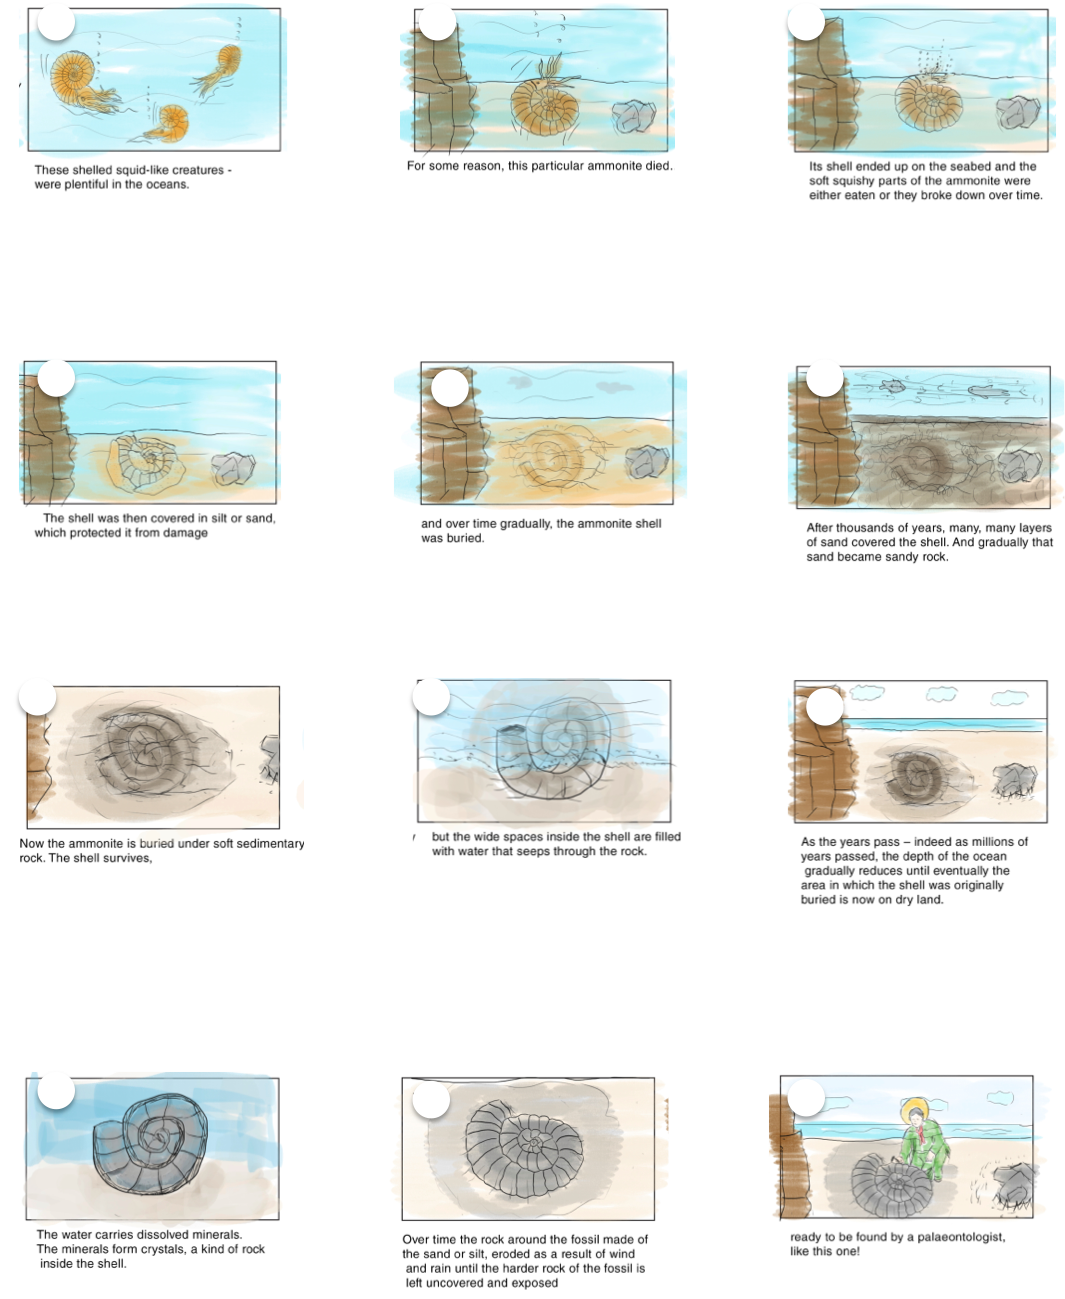 These shelled squid-like creatures -
were plentiful in the oceans.
For some reason, this particular ammonite died.
Its shell ended up on the seabed and the
soft squishy parts of the ammonite were
either eaten or they broke down over time.
The shell was then covered in silt or sand,
which protected it from damage
and over time gradually, the ammonite shell
was buried.
After thousands of years, many, many layers
of sand covered the shell. And gradually that
sand became sandy rock.
Now the ammonite is buried under soft sedimentary
rock. The shell survives,
but the wide spaces inside the shell are filled
with water that seeps through the rock.
As the years pass – indeed as millions of
years passed, the depth of the ocean
gradually reduces until eventually the
area in which the shell was originally
buried is now on dry land.
The water carries dissolved minerals.
The minerals form crystals, a kind of rock
inside the shell.
Over time the rock around the fossil made of
the sand or silt, eroded as a result of wind
and rain until the harder rock of the fossil is
left uncovered and exposed
ready to be found by a palaeontologist,
like this one!